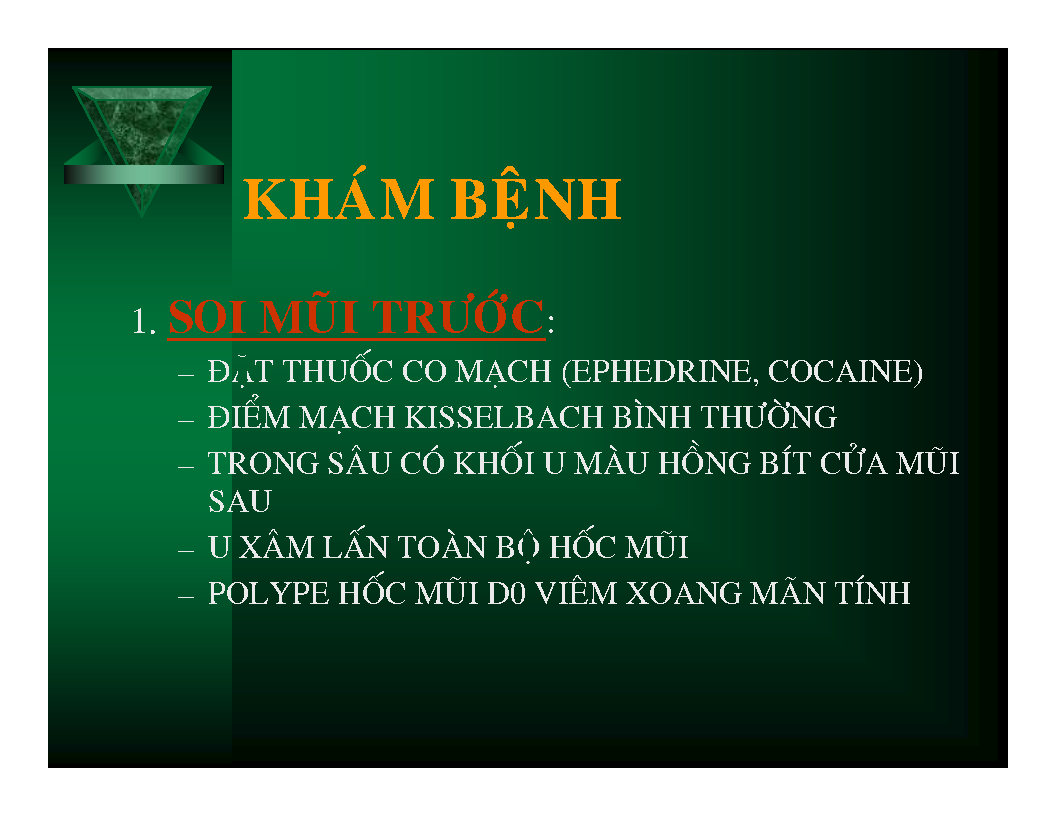 KHÁM BỆNH
1. SOI MŨI TRƯỚC:
– ĐẶT THUỐC CO MẠCH (EPHEDRINE, COCAINE)
– ĐIỂM MẠCH KISSELBACH BÌNH THƯỜNG
– TRONG SÂU CÓ KHỐI U MÀU HỒNG BÍT CỬA MŨI
SAU
– U XÂM LẤN TOÀN BỘ HỐC MŨI
– POLYPE HỐC MŨI D0 VIÊM XOANG MÃN TÍNH